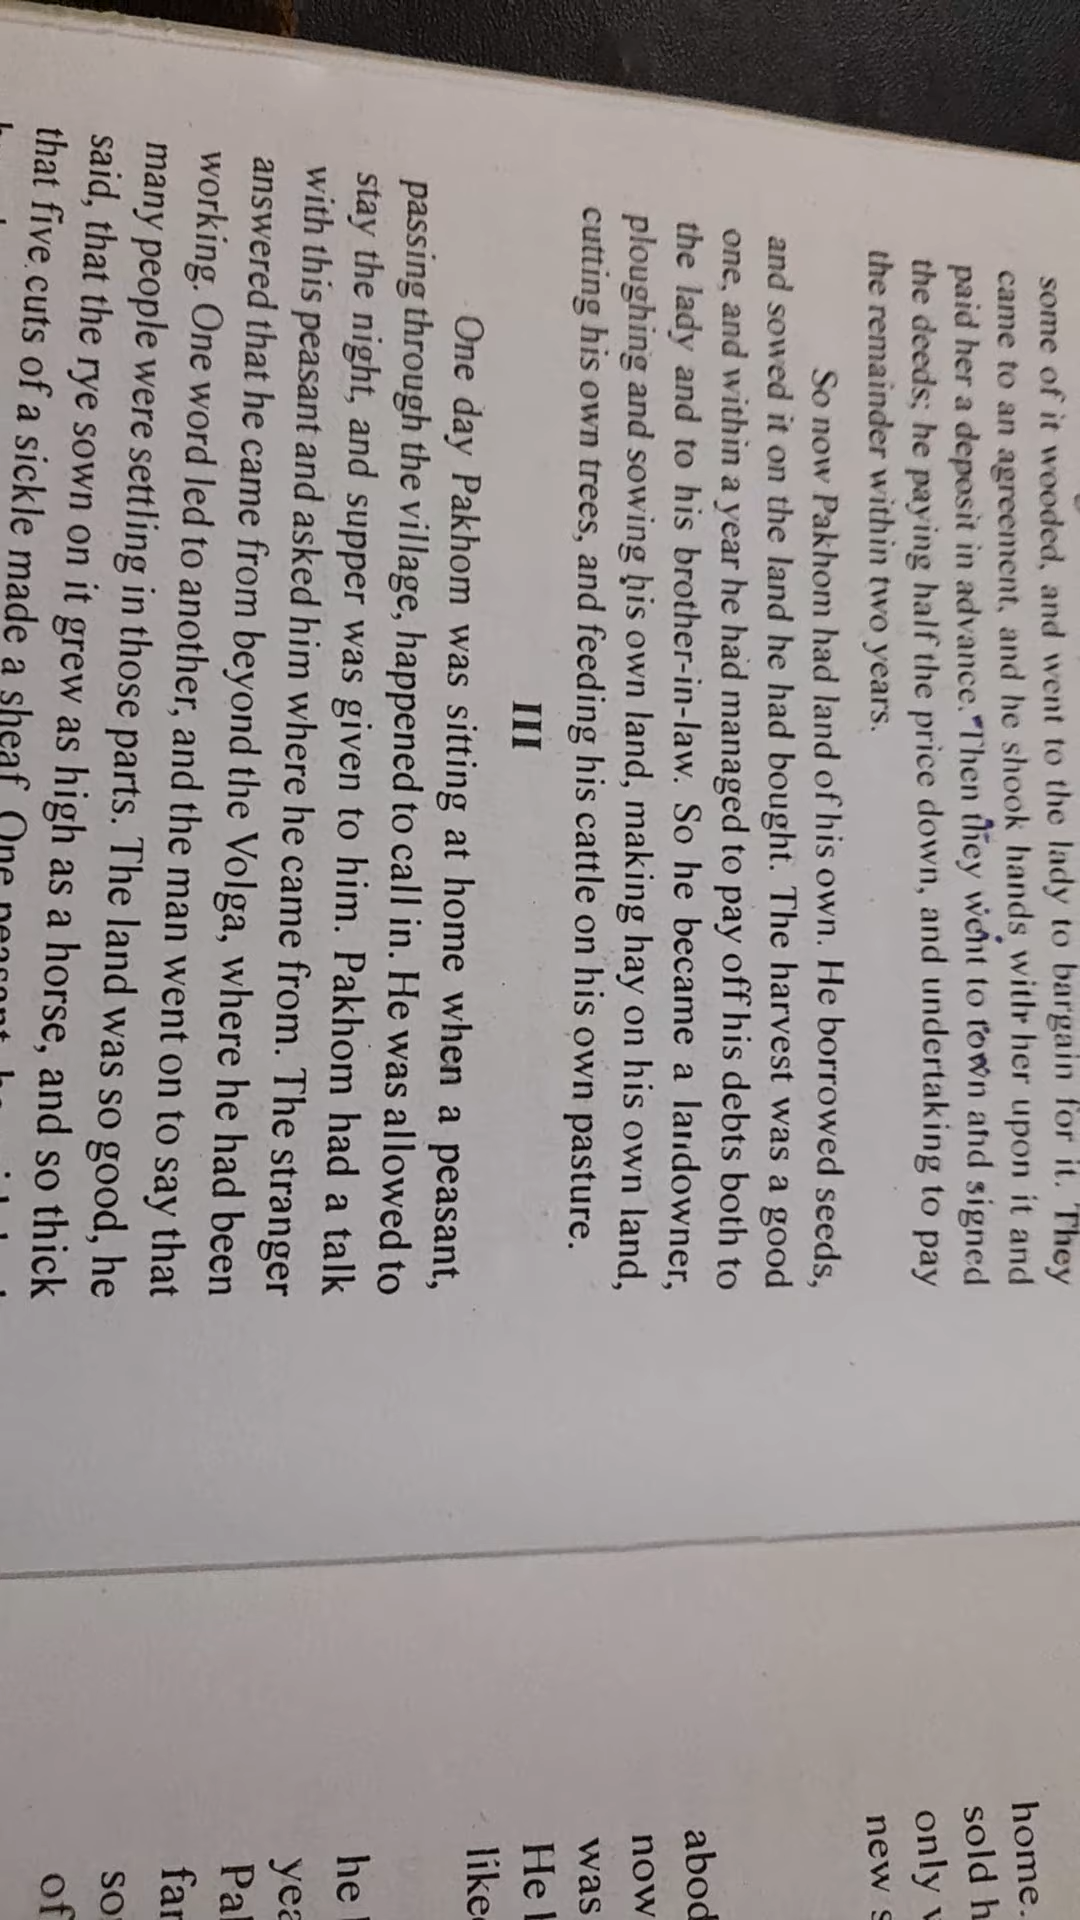 some of it wooded, and went to the lady to bargain for it. They
came to an agreement, and he shook hands with her upon it and
paid her a deposit in advance. Then they went to town and signed
the deeds; he paying half the price down, and undertaking to pay
the remainder within two years.
So now Pakhom had land of his own. He borrowed seeds,
and sowed it on the land he had bought. The harvest was a good
one, and within a year he had managed to pay off his debts both to
the lady and to his brother-in-law. So he became a landowner,
ploughing and sowing his own land, making hay on his own land,
cutting his own trees, and feeding his cattle on his own pasture.
III
One day Pakhom was sitting at home when a peasant,
passing through the village, happened to call in. He was allowed to
stay the night, and supper was given to him. Pakhom had a talk
with this peasant and asked him where he came from. The stranger
answered that he came from beyond the Volga, where he had been
working. One word led to another, and the man went on to say that
many people were settling in those parts. The land was so good, he
said, that the rye sown on it grew as high as a horse, and so thick
that five cuts of a sickle made a sheaf. One peasant
home.
sold
only
new
abod
now
was
He
like
he
yea
Pa
far
so
of